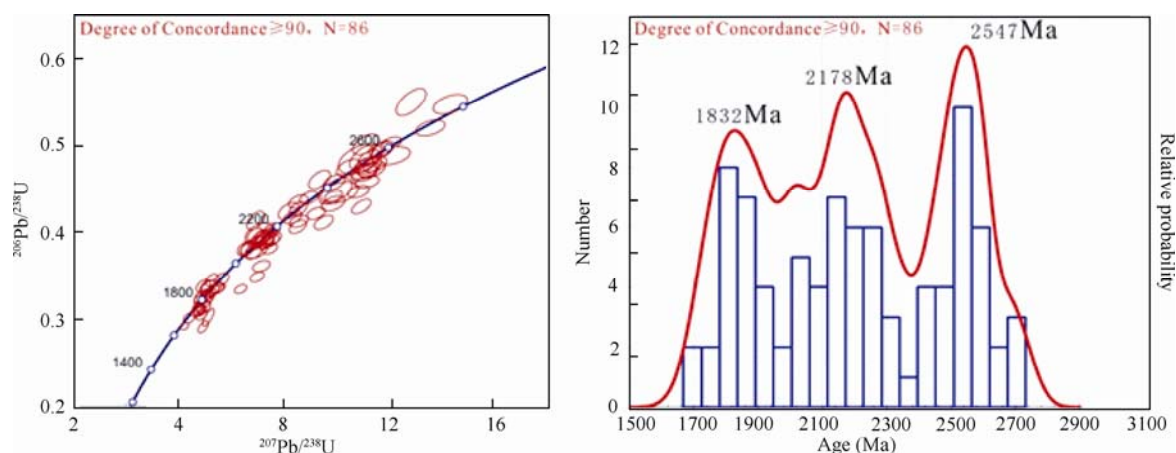 Degree of Concordance≥90, N=86
0.6
0.5
0.4
0.3
0.2
²⁰⁶Pb/²³⁸U
2600
2200
1800
1400
2 4 8 12 16
²⁰⁷Pb/²³⁸U
Degree of Concordance≥90, N=86
12
10
8
6
4
2
0
Number
1832Ma
2178Ma
2547Ma
Relative probability
1500 1700 1900 2100 2300 2500 2700 2900 3100
Age (Ma)